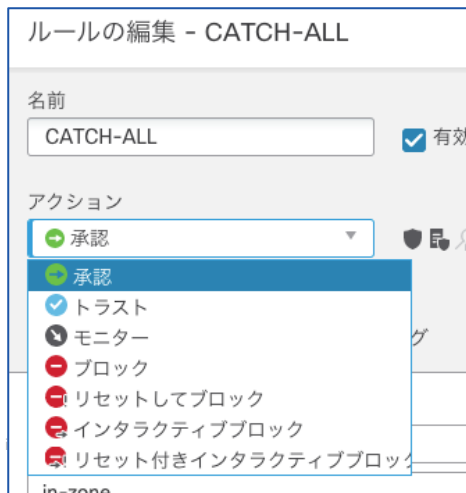 ルールの編集 - CATCH-ALL
名前
CATCH-ALL
有効
アクション
承認
承認
トラスト
モニター
グ
ブロック
リセットしてブロック
インタラクティブブロック
リセット付きインタラクティブブロック
in-zone